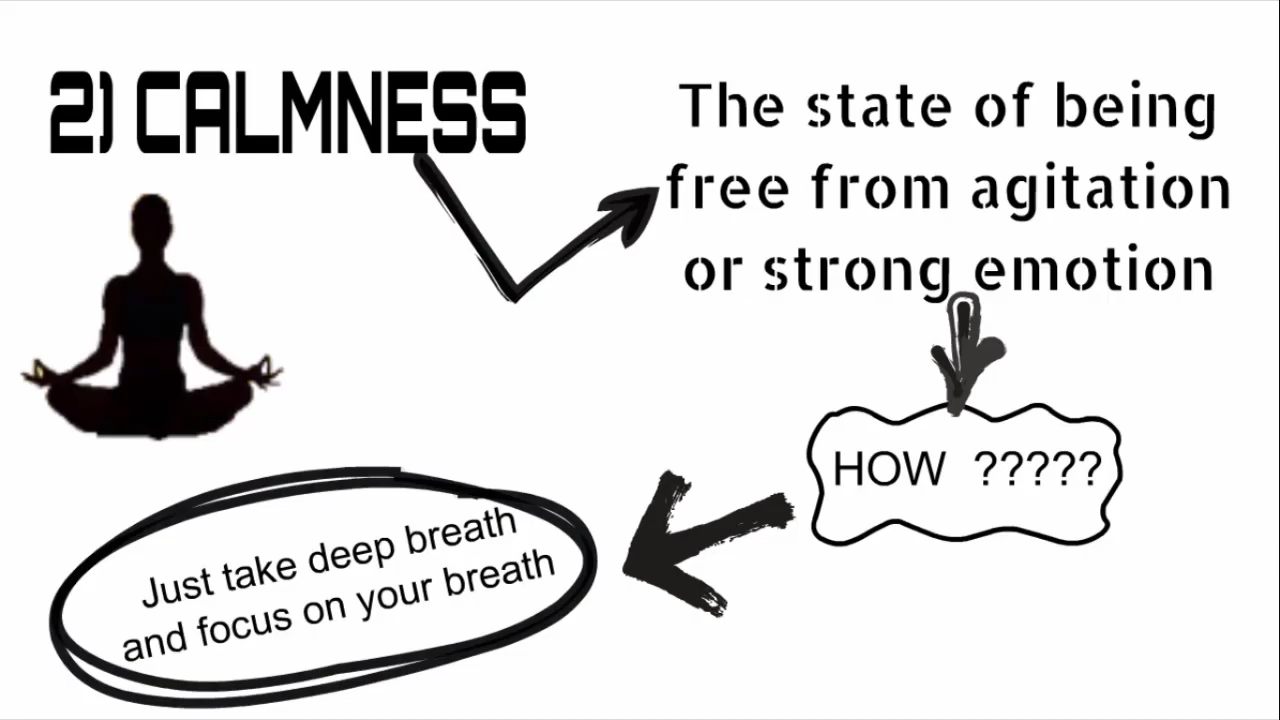 2) CALMNESS
The state of being
free from agitation
or strong emotion
HOW ?????
Just take deep breath
and focus on your breath